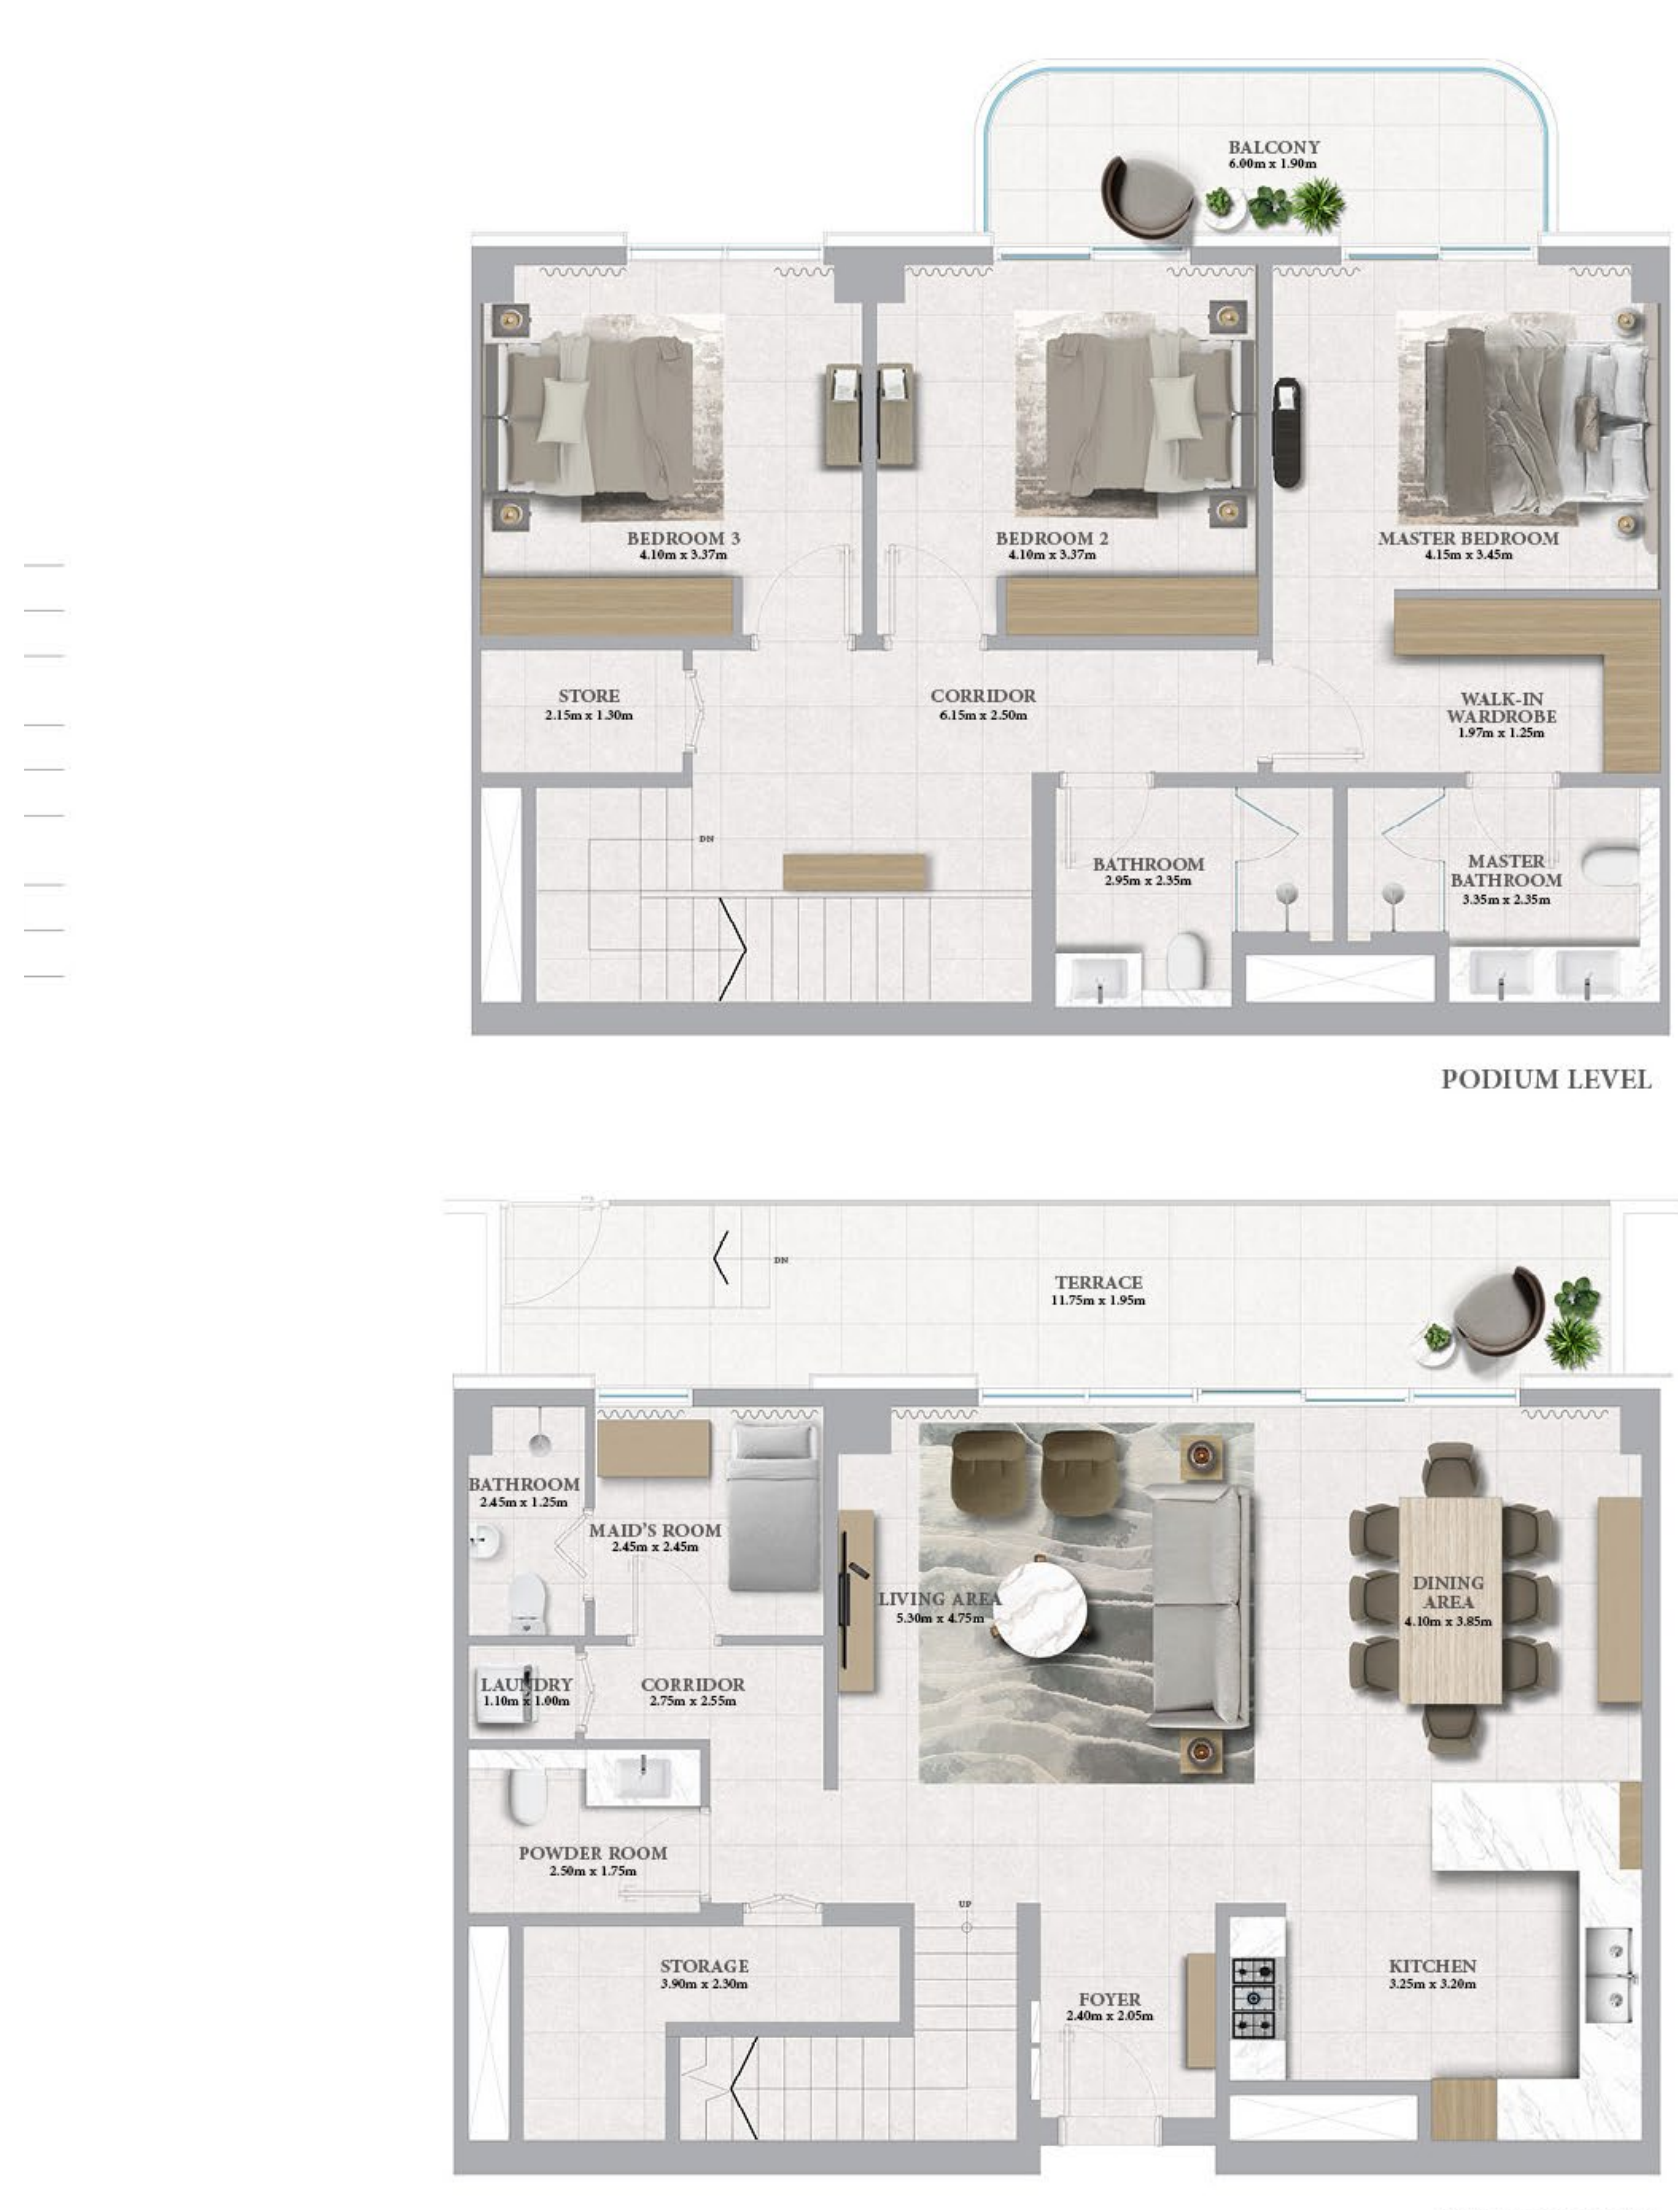 BALCONY
6.00m x 1.90m
BEDROOM 3
4.10m x 3.37m
BEDROOM 2
4.10m x 3.37m
MASTER BEDROOM
4.15m x 3.45m
STORE
2.15m x 1.30m
CORRIDOR
6.15m x 2.50m
WALK-IN
WARDROBE
1.97m x 1.25m
DN
BATHROOM
2.95m x 2.35m
MASTER
BATHROOM
3.35m x 2.35m
PODIUM LEVEL
DN
TERRACE
11.75m x 1.95m
BATHROOM
2.45m x 1.25m
MAID'S ROOM
2.45m x 2.45m
LIVING AREA
5.30m x 4.75m
DINING
AREA
4.10m x 3.85m
LAUNDRY
1.10m x 1.00m
CORRIDOR
2.75m x 2.55m
POWDER ROOM
2.50m x 1.75m
UP
STORAGE
3.90m x 2.30m
FOYER
2.40m x 2.05m
KITCHEN
3.25m x 3.20m